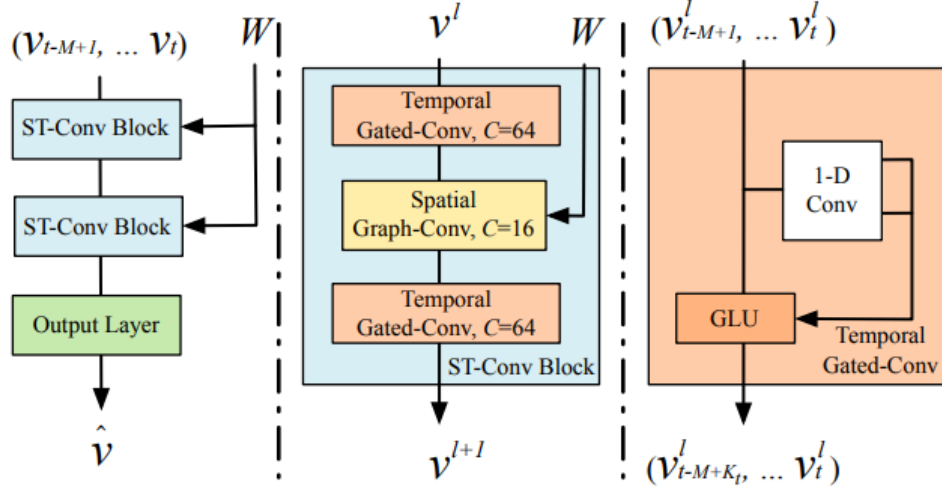 (v_{t-M+1}, ... v_t)
W
ST-Conv Block
ST-Conv Block
Output Layer
v̂
v^l
W
Temporal
Gated-Conv, C=64
Spatial
Graph-Conv, C=16
Temporal
Gated-Conv, C=64
ST-Conv Block
v^{l+1}
(v^l_{t-M+1}, ... v^l_t)
1-D
Conv
GLU
Temporal
Gated-Conv
(v^l_{t-M+K_t}, ... v^l_t)